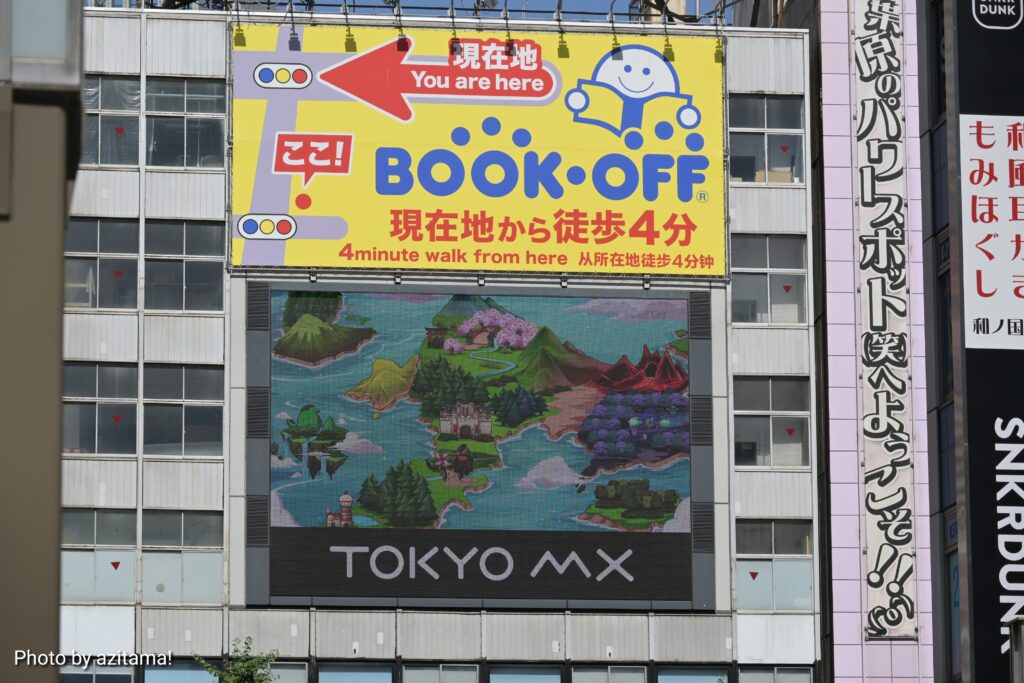 現在地
You are here
ここ!
BOOK·OFF®
現在地から徒歩4分
4minute walk from here 从所在地徒步4分钟
TOKYO MX
葉原のパワースポット(笑)へようこそ!!
DUNK
もみほぐし
和ノ国
SNKRDUNK
Photo by azitama!